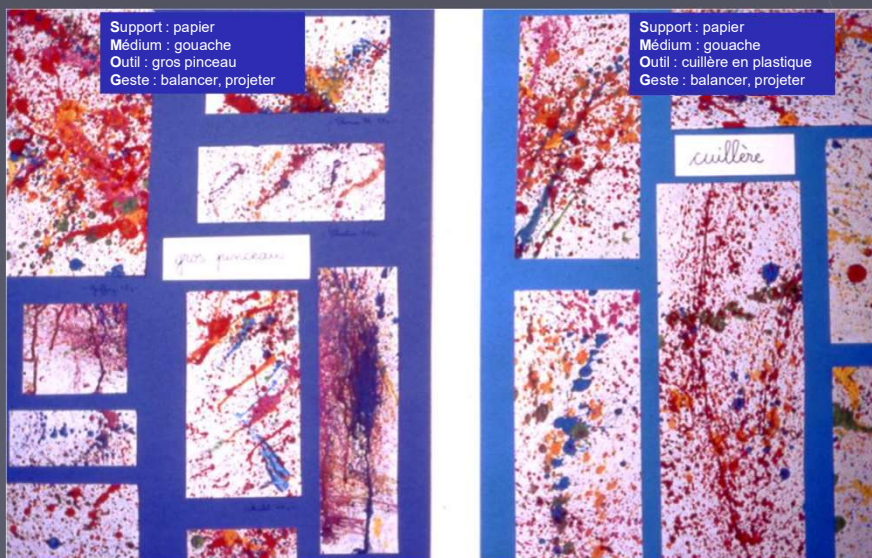 Support : papier
Médium : gouache
Outil : gros pinceau
Geste : balancer, projeter
gros pinceau
Support : papier
Médium : gouache
Outil : cuillère en plastique
Geste : balancer, projeter
cuillère